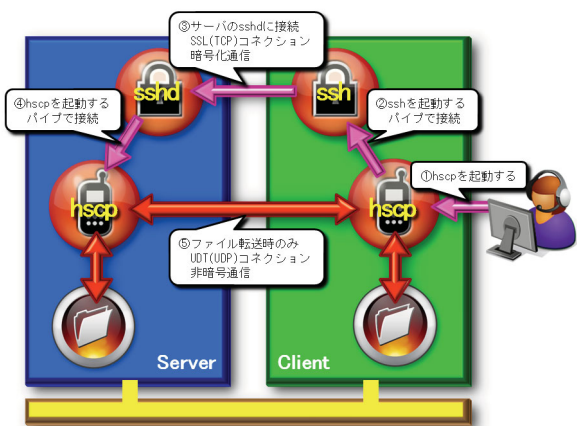 ③サーバのsshdに接続
SSL(TCP)コネクション
暗号化通信
sshd
ssh
④hscpを起動する
パイプで接続
②sshを起動する
パイプで接続
①hscpを起動する
hscp
hscp
⑤ファイル転送時のみ
UDT(UDP)コネクション
非暗号通信
Server
Client